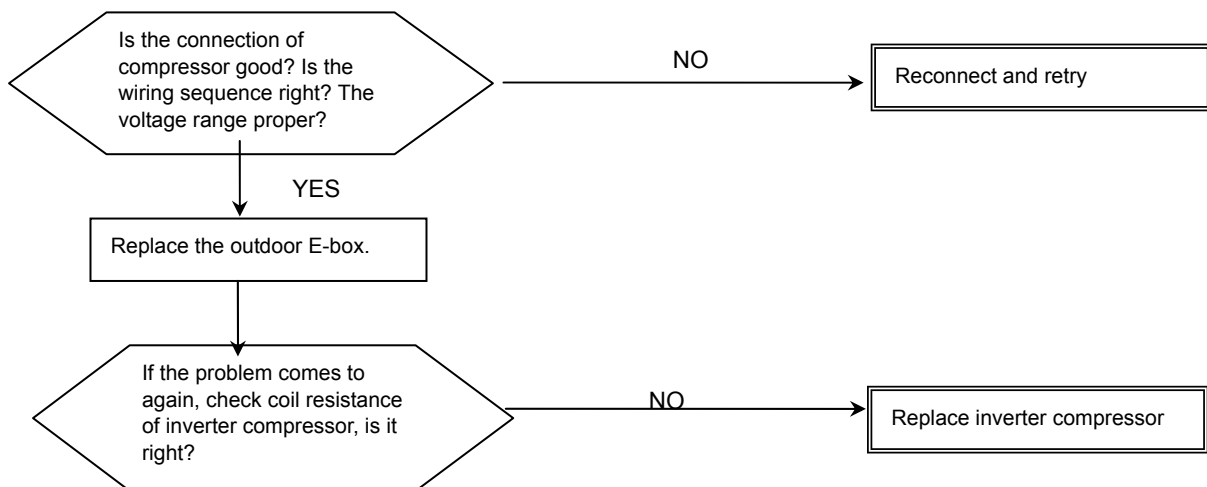 Is the connection of
compressor good? Is the
wiring sequence right? The
voltage range proper?
NO
Reconnect and retry
YES
Replace the outdoor E-box.
If the problem comes to
again, check coil resistance
of inverter compressor, is it
right?
NO
Replace inverter compressor